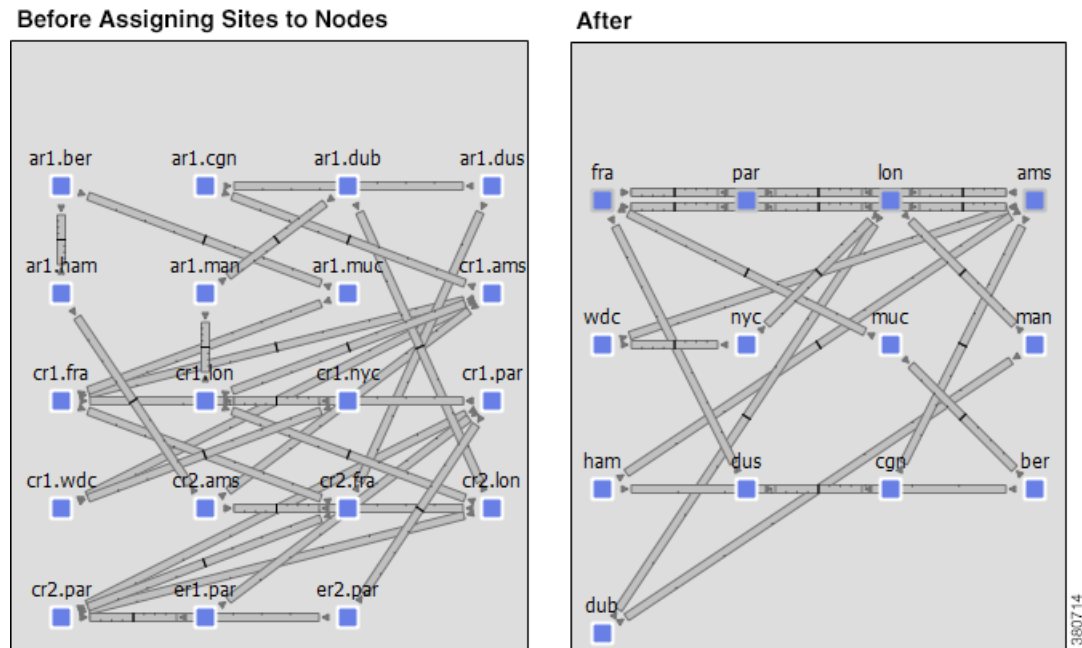 Before Assigning Sites to Nodes
ar1.ber ar1.cgn ar1.dub ar1.dus
ar1.ham ar1.man ar1.muc cr1.ams
cr1.fra cr1.lon cr1.nyc cr1.par
cr1.wdc cr2.ams cr2.fra cr2.lon
cr2.par er1.par er2.par
After
fra par lon ams
wdc nyc muc man
ham dus cgn ber
dub
380714